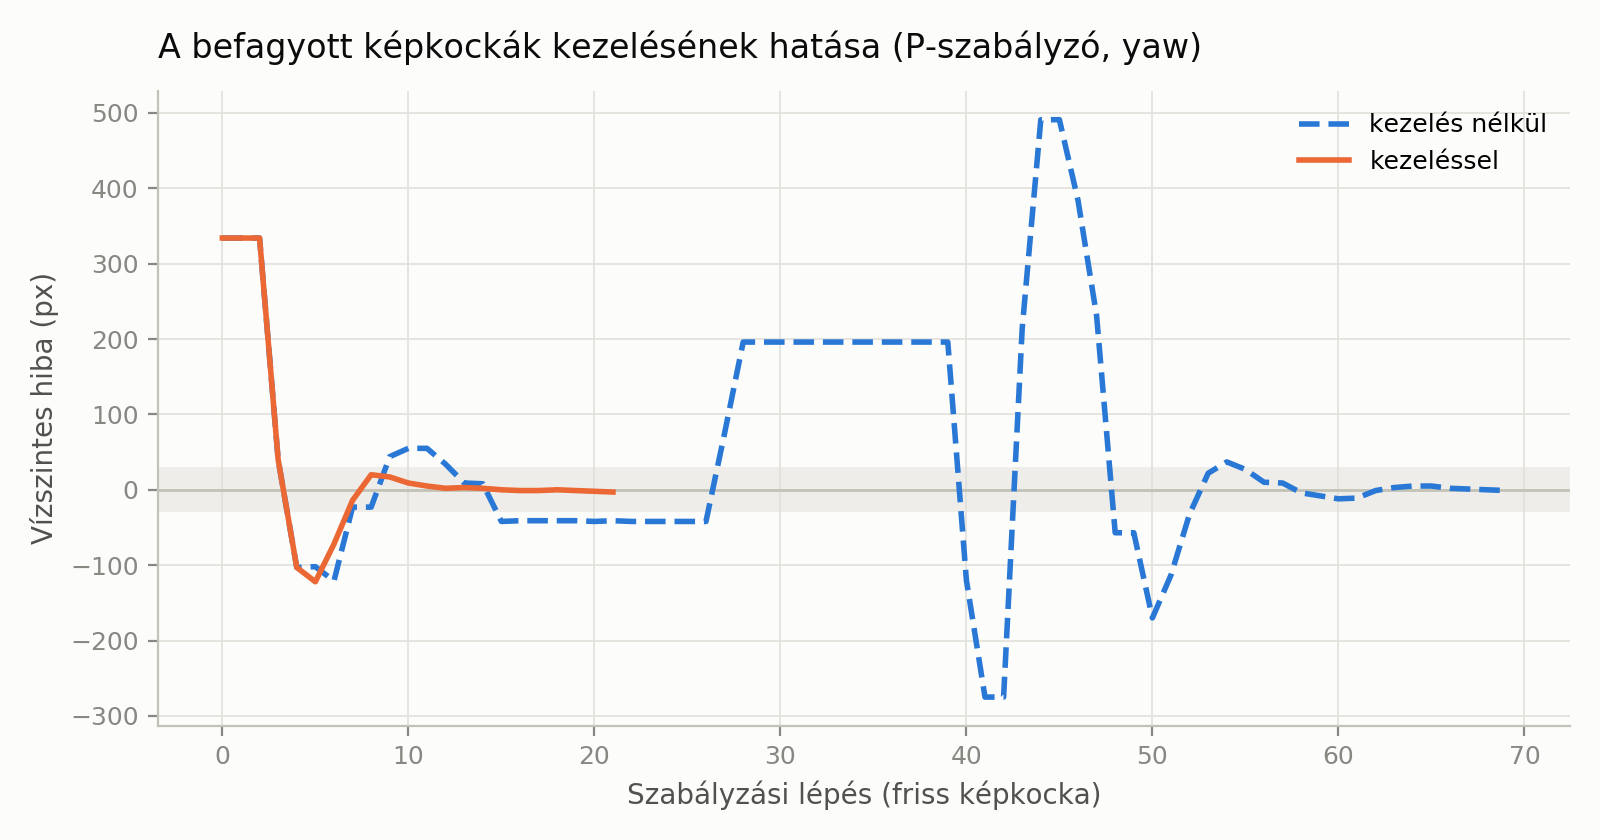 A befagyott képkockák kezelésének hatása (P-szabályzó, yaw)
kezelés nélkül
kezeléssel
Vízszintes hiba (px)
500
400
300
200
100
0
−100
−200
−300
0 10 20 30 40 50 60 70
Szabályzási lépés (friss képkocka)